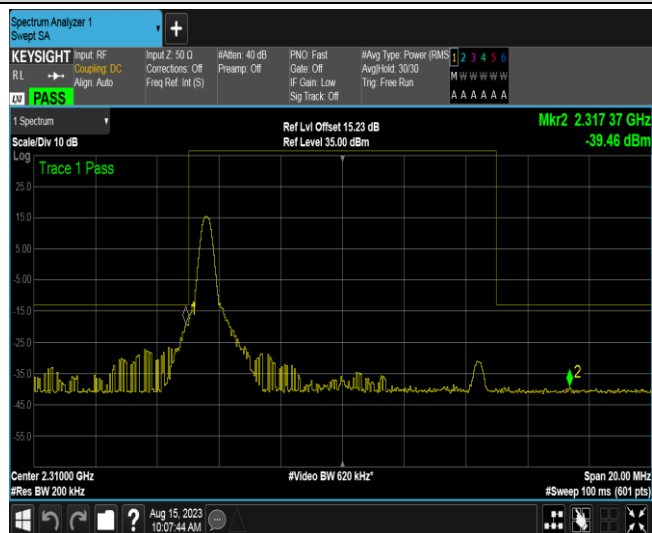 Spectrum Analyzer 1
Swept SA
KEYSIGHT
RL
LXI PASS
Input: RF
Coupling: DC
Align: Auto
Input Z: 50 Ω
Corrections: Off
Freq Ref: Int (S)
#Atten: 40 dB
Preamp: Off
PNO: Fast
Gate: Off
IF Gain: Low
Sig Track: Off
#Avg Type: Power (RMS
Avg|Hold: 30/30
Trig: Free Run
1 2 3 4 5 6
M W W W W W
A A A A A A
1 Spectrum
Scale/Div 10 dB
Ref Lvl Offset 15.23 dB
Ref Level 35.00 dBm
Mkr2 2.317 37 GHz
-39.46 dBm
Log
Trace 1 Pass
25.0
15.0
5.00
-5.00
-15.0
-25.0
-35.0
-45.0
-55.0
2
Center 2.31000 GHz
#Res BW 200 kHz
#Video BW 620 kHz*
Span 20.00 MHz
#Sweep 100 ms (601 pts)
?
Aug 15, 2023
10:07:44 AM